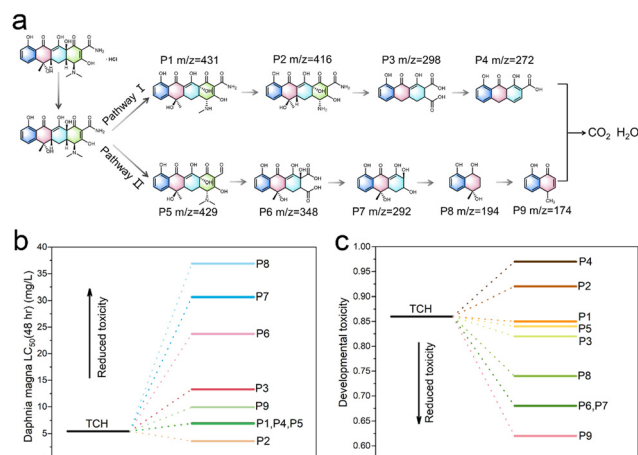 a
P1 m/z=431
P2 m/z=416
P3 m/z=298
P4 m/z=272
·HCl
Pathway I
Pathway II
CO2 H2O
P5 m/z=429
P6 m/z=348
P7 m/z=292
P8 m/z=194
P9 m/z=174
b
Daphnia magna LC50(48 hr) (mg/L)
40
35
30
25
20
15
10
5
Reduced toxicity
TCH
P8
P7
P6
P3
P9
P1,P4,P5
P2
c
Developmental toxicity
1.00
0.95
0.90
0.85
0.80
0.75
0.70
0.65
0.60
TCH
Reduced toxicity
P4
P2
P1
P5
P3
P8
P6,P7
P9